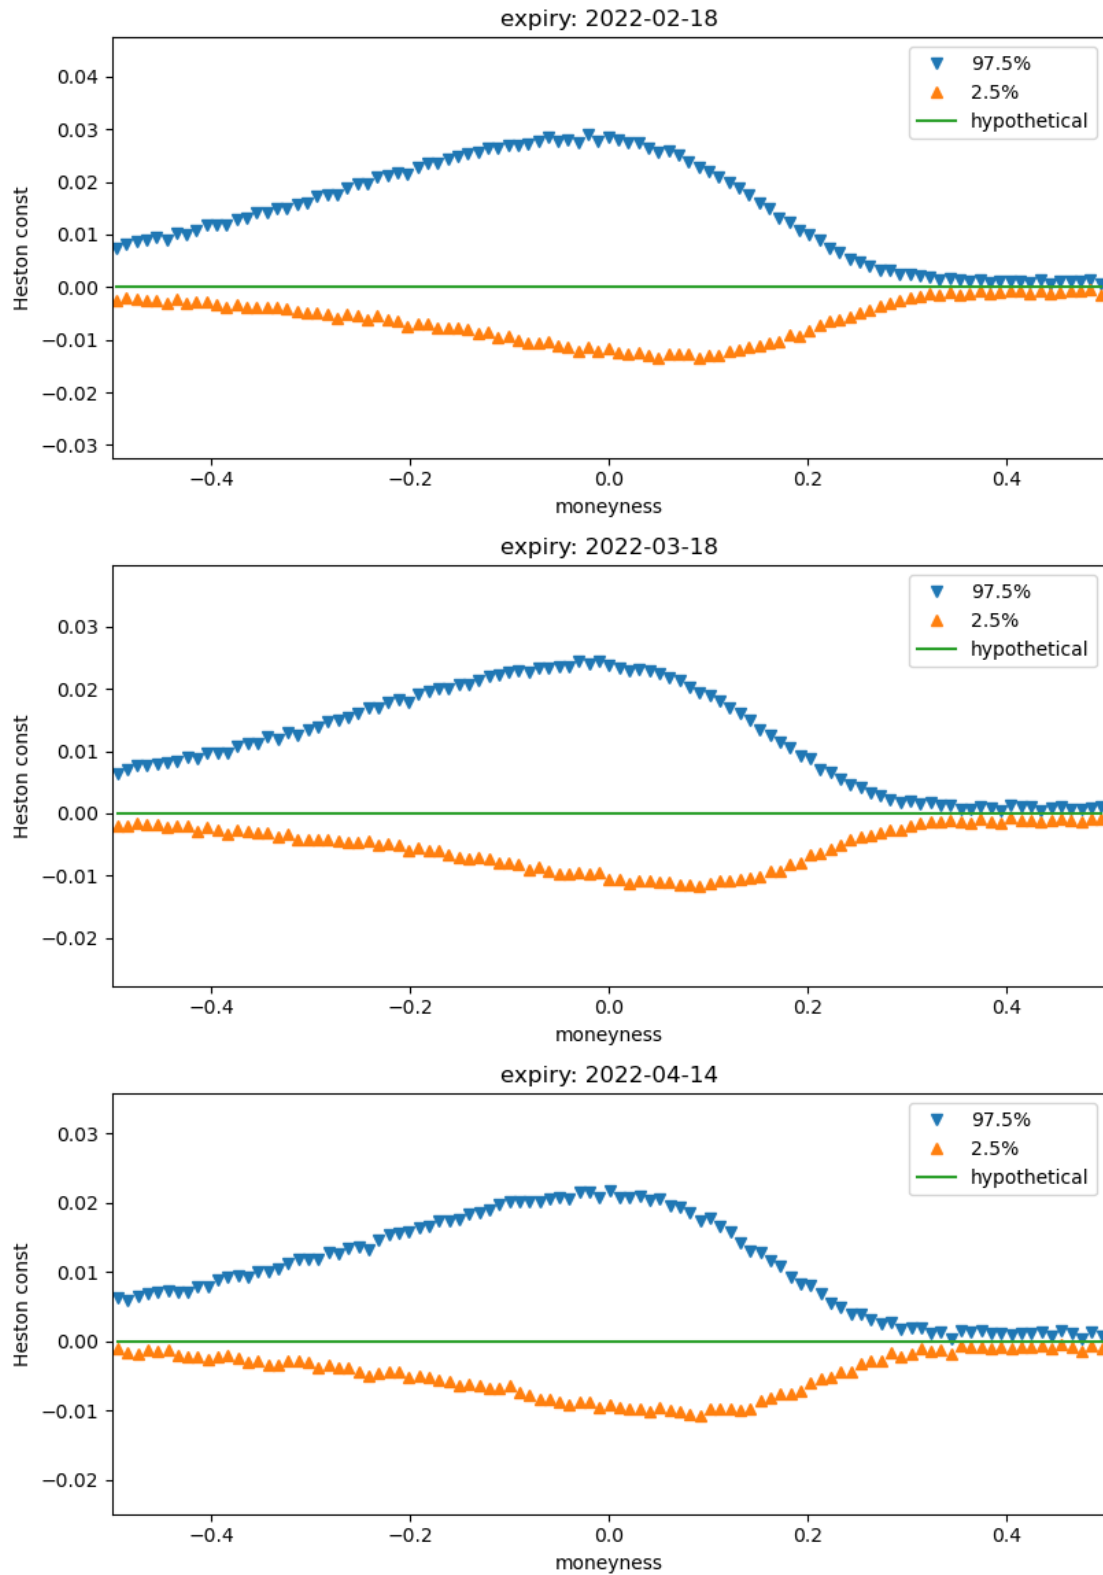 expiry: 2022-02-18
97.5%
2.5%
hypothetical
0.04
0.03
0.02
0.01
0.00
−0.01
−0.02
−0.03
Heston const
−0.4 −0.2 0.0 0.2 0.4
moneyness
expiry: 2022-03-18
97.5%
2.5%
hypothetical
0.03
0.02
0.01
0.00
−0.01
−0.02
Heston const
−0.4 −0.2 0.0 0.2 0.4
moneyness
expiry: 2022-04-14
97.5%
2.5%
hypothetical
0.03
0.02
0.01
0.00
−0.01
−0.02
Heston const
−0.4 −0.2 0.0 0.2 0.4
moneyness